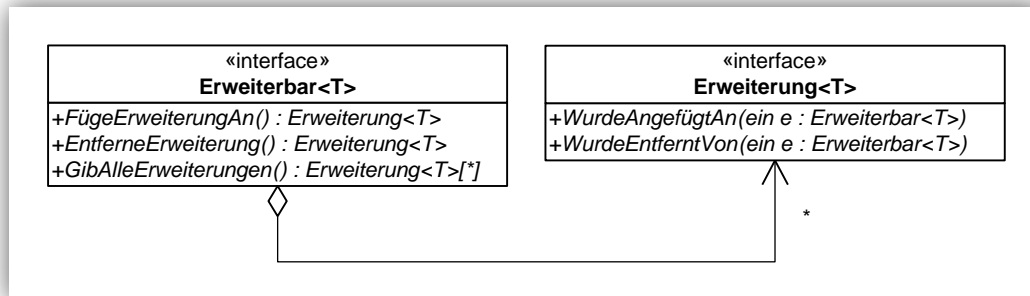 «interface»
Erweiterbar<T>
+FügeErweiterungAn() : Erweiterung<T>
+EntferneErweiterung() : Erweiterung<T>
+GibAlleErweiterungen() : Erweiterung<T>[*]
«interface»
Erweiterung<T>
+WurdeAngefügtAn(ein e : Erweiterbar<T>)
+WurdeEntferntVon(ein e : Erweiterbar<T>)
*